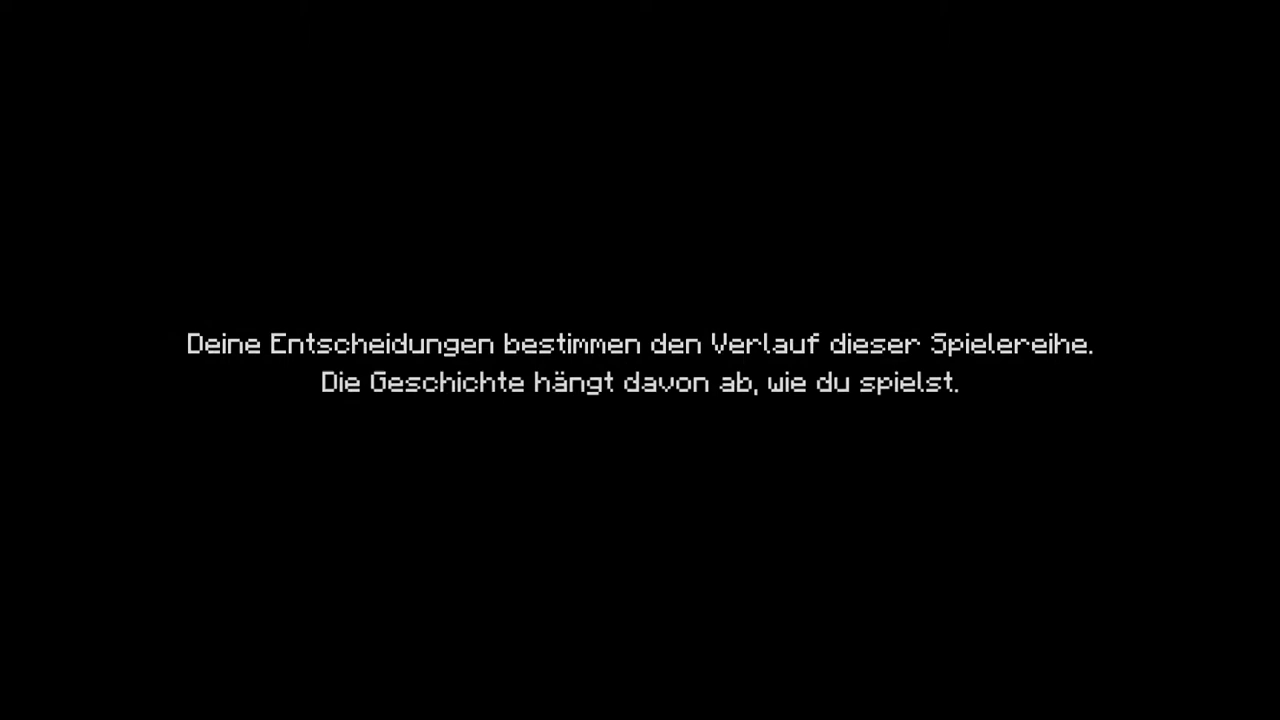 Deine Entscheidungen bestimmen den Verlauf dieser Spielereihe.
Die Geschichte hängt davon ab, wie du spielst.